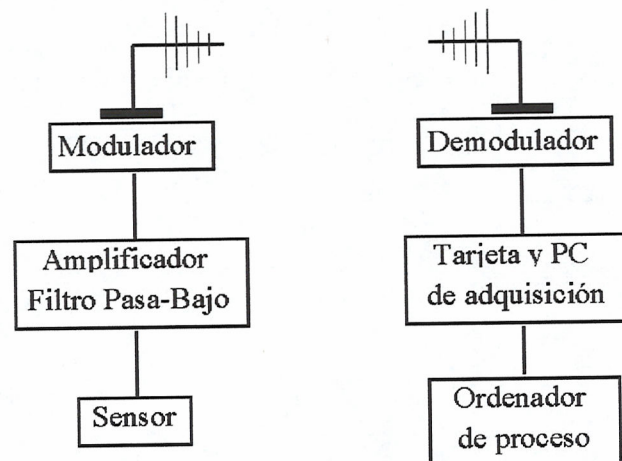 Modulador
Amplificador
Filtro Pasa-Bajo
Sensor
Demodulador
Tarjeta y PC
de adquisición
Ordenador
de proceso